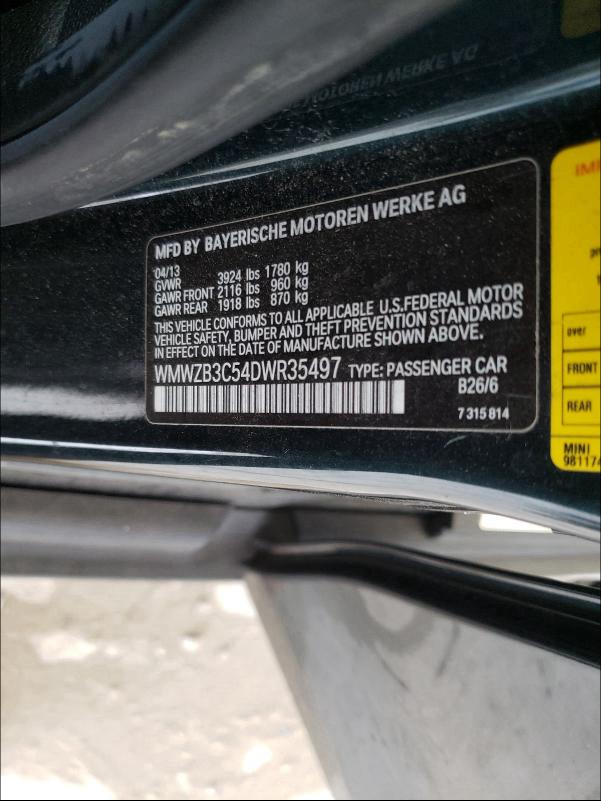 MFD BY BAYERISCHE MOTOREN WERKE AG
04/13
GVWR 3924 lbs 1780 kg
GAWR FRONT 2116 lbs 960 kg
GAWR REAR 1918 lbs 870 kg
THIS VEHICLE CONFORMS TO ALL APPLICABLE U.S.FEDERAL MOTOR
VEHICLE SAFETY, BUMPER AND THEFT PREVENTION STANDARDS
IN EFFECT ON THE DATE OF MANUFACTURE SHOWN ABOVE.
WMWZB3C54DWR35497 TYPE: PASSENGER CAR
B26/6
7 315 814
over
FRONT
REAR
MINI